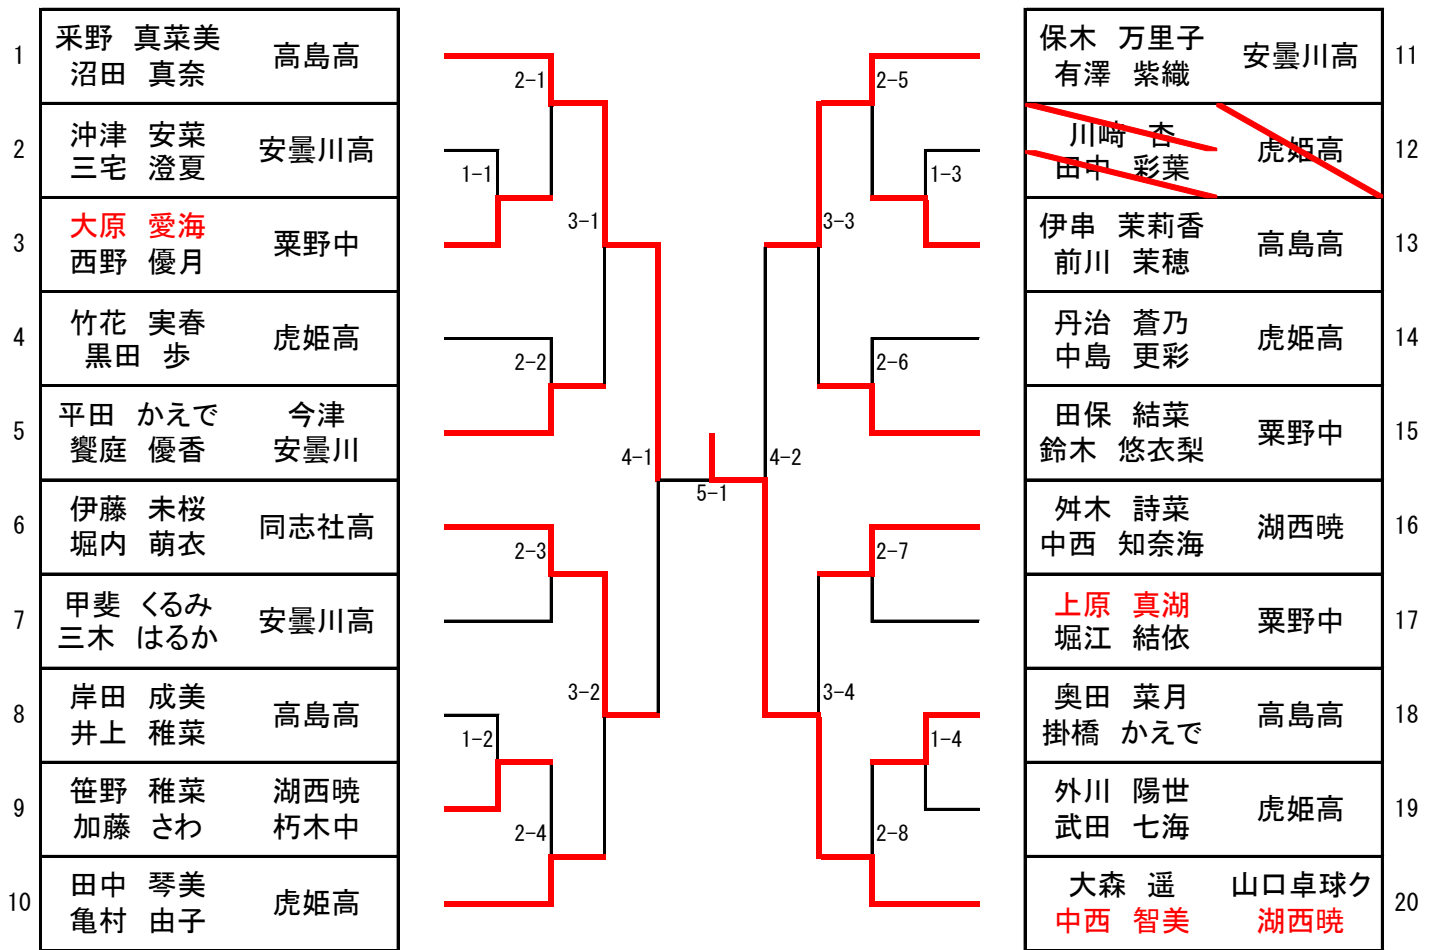 1 釆野 真菜美 高島高
沼田 真奈
2 沖津 安菜 安曇川高
三宅 澄夏
3 大原 愛海 粟野中
西野 優月
4 竹花 実春 虎姫高
黒田 歩
5 平田 かえで 今津
饗庭 優香 安曇川
6 伊藤 未桜 同志社高
堀内 萌衣
7 甲斐 くるみ 安曇川高
三木 はるか
8 岸田 成美 高島高
井上 稚菜
9 笹野 稚菜 湖西暁
加藤 さわ 朽木中
10 田中 琴美 虎姫高
亀村 由子
2-1
1-1
3-1
2-2
4-1
2-3
3-2
1-2
2-4
5-1
2-5
1-3
3-3
2-6
4-2
2-7
3-4
1-4
2-8
保木 万里子 安曇川高 11
有澤 紫織
川﨑 杏 虎姫高 12
田中 彩葉
伊串 茉莉香 高島高 13
前川 茉穂
丹治 蒼乃 虎姫高 14
中島 更彩
田保 結菜 粟野中 15
鈴木 悠衣梨
舛木 詩菜 湖西暁 16
中西 知奈海
上原 真湖 粟野中 17
堀江 結依
奥田 菜月 高島高 18
掛橋 かえで
外川 陽世 虎姫高 19
武田 七海
大森 遥 山口卓球ク 20
中西 智美 湖西暁